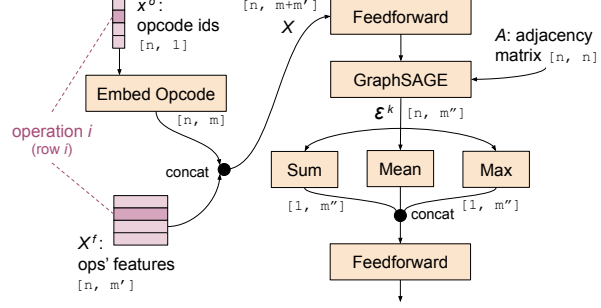 x^o:
opcode ids
[n, 1]
Embed Opcode
[n, m]
operation i
(row i)
concat
X^f:
ops' features
[n, m']
[n, m+m']
X
Feedforward
A: adjacency
matrix [n, n]
GraphSAGE
ℰ^k [n, m″]
Sum
Mean
Max
[1, m″]
[1, m″]
concat
Feedforward